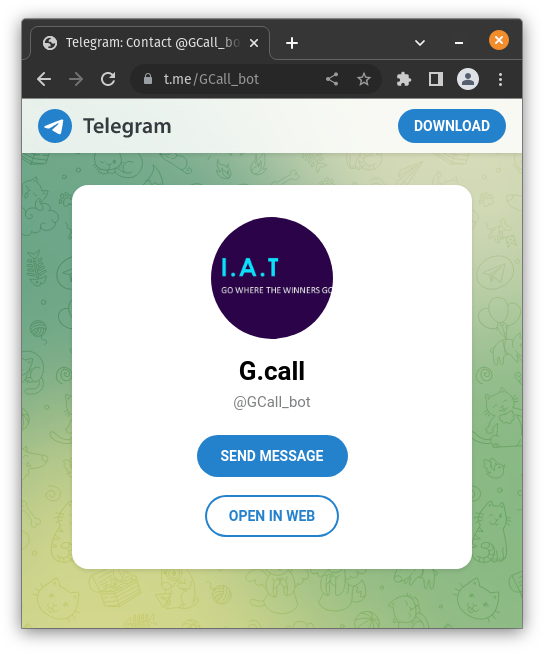 Telegram: Contact @GCall_bo
t.me/GCall_bot
Telegram
DOWNLOAD
I.A.T
GO WHERE THE WINNERS GO
G.call
@GCall_bot
SEND MESSAGE
OPEN IN WEB